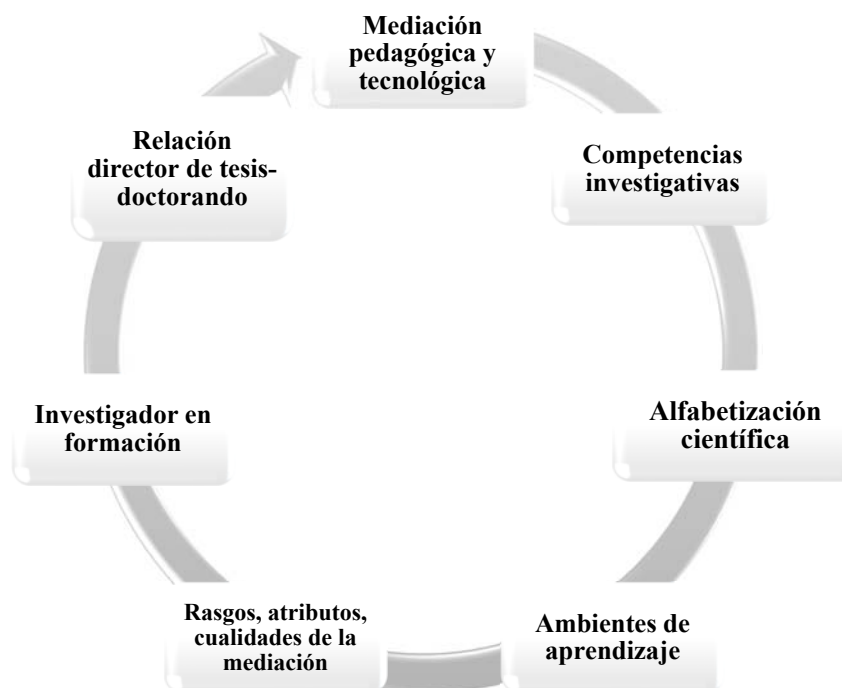 Mediación
pedagógica y
tecnológica
Competencias
investigativas
Alfabetización
científica
Ambientes de
aprendizaje
Rasgos, atributos,
cualidades de la
mediación
Investigador en
formación
Relación
director de tesis-
doctorando